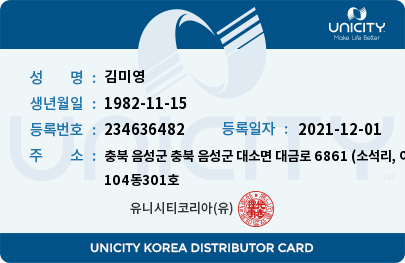 UNICITY
Make Life Better
성 명 : 김미영
생년월일 : 1982-11-15
등록번호 : 234636482 등록일자 : 2021-12-01
주 소 : 충북 음성군 충북 음성군 대소면 대금로 6861 (소석리,
104동301호
UNICITY
유니시티코리아(유)
UNICITY KOREA DISTRIBUTOR CARD